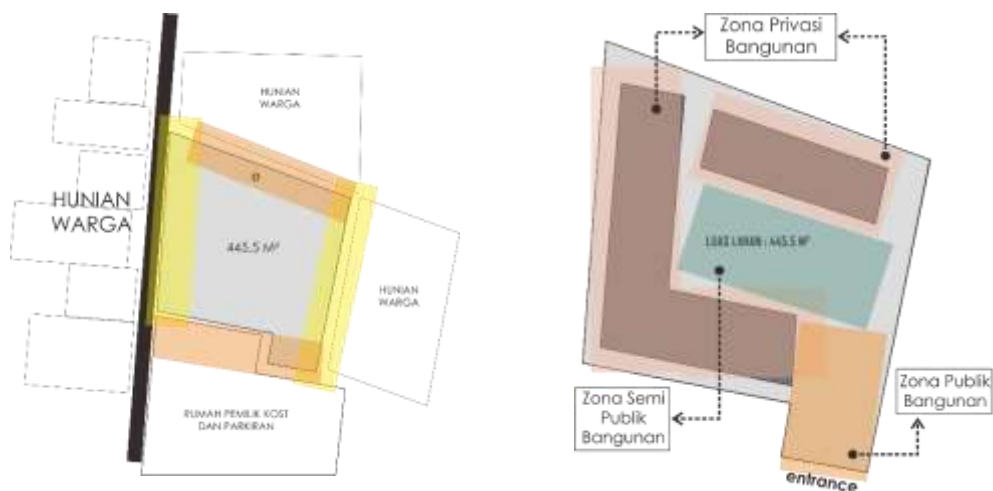 HUNIAN
WARGA
HUNIAN
WARGA
445.5 M²
HUNIAN
WARGA
RUMAH PEMILIK KOST
DAN PARKIRAN
Zona Privasi
Bangunan
LUAS LAHAN : 445.5 M²
Zona Semi
Publik
Bangunan
Zona Publik
Bangunan
entrance